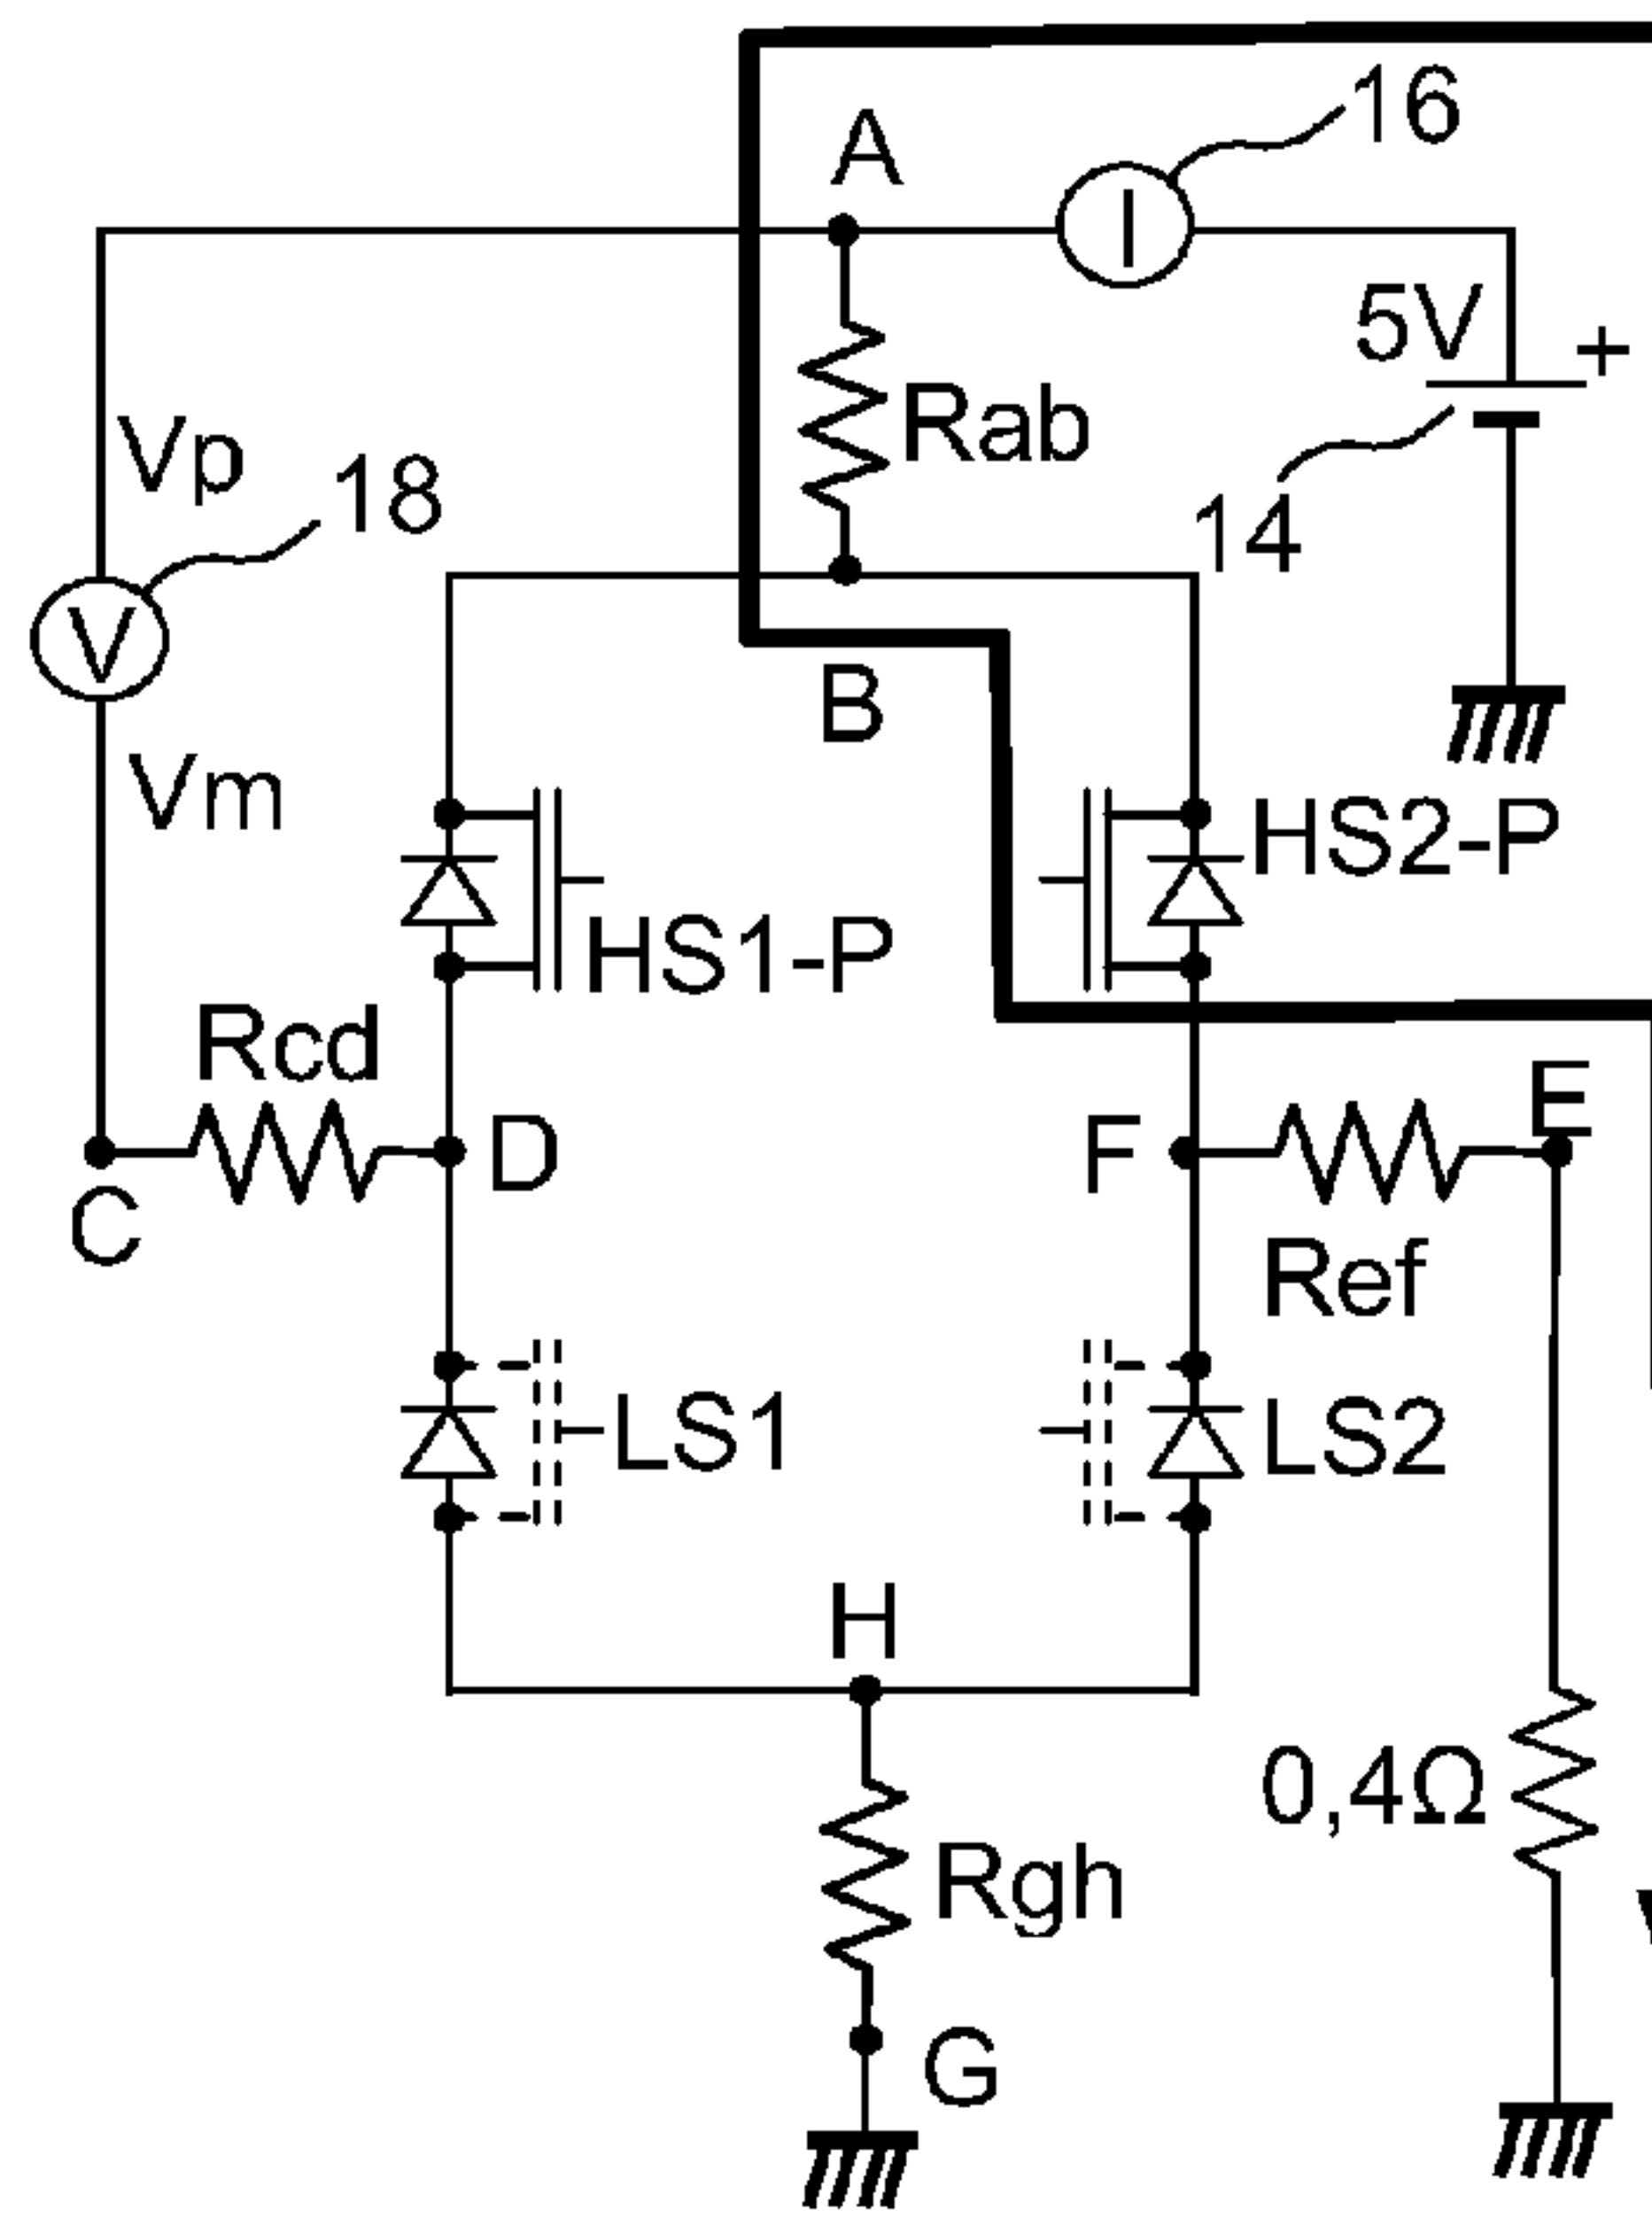 16
A
5V
+
Rab
Vp
18
14
V
B
Vm
HS2-P
HS1-P
Rcd
E
D
F
C
Ref
LS1
LS2
H
0,4Ω
Rgh
G
I